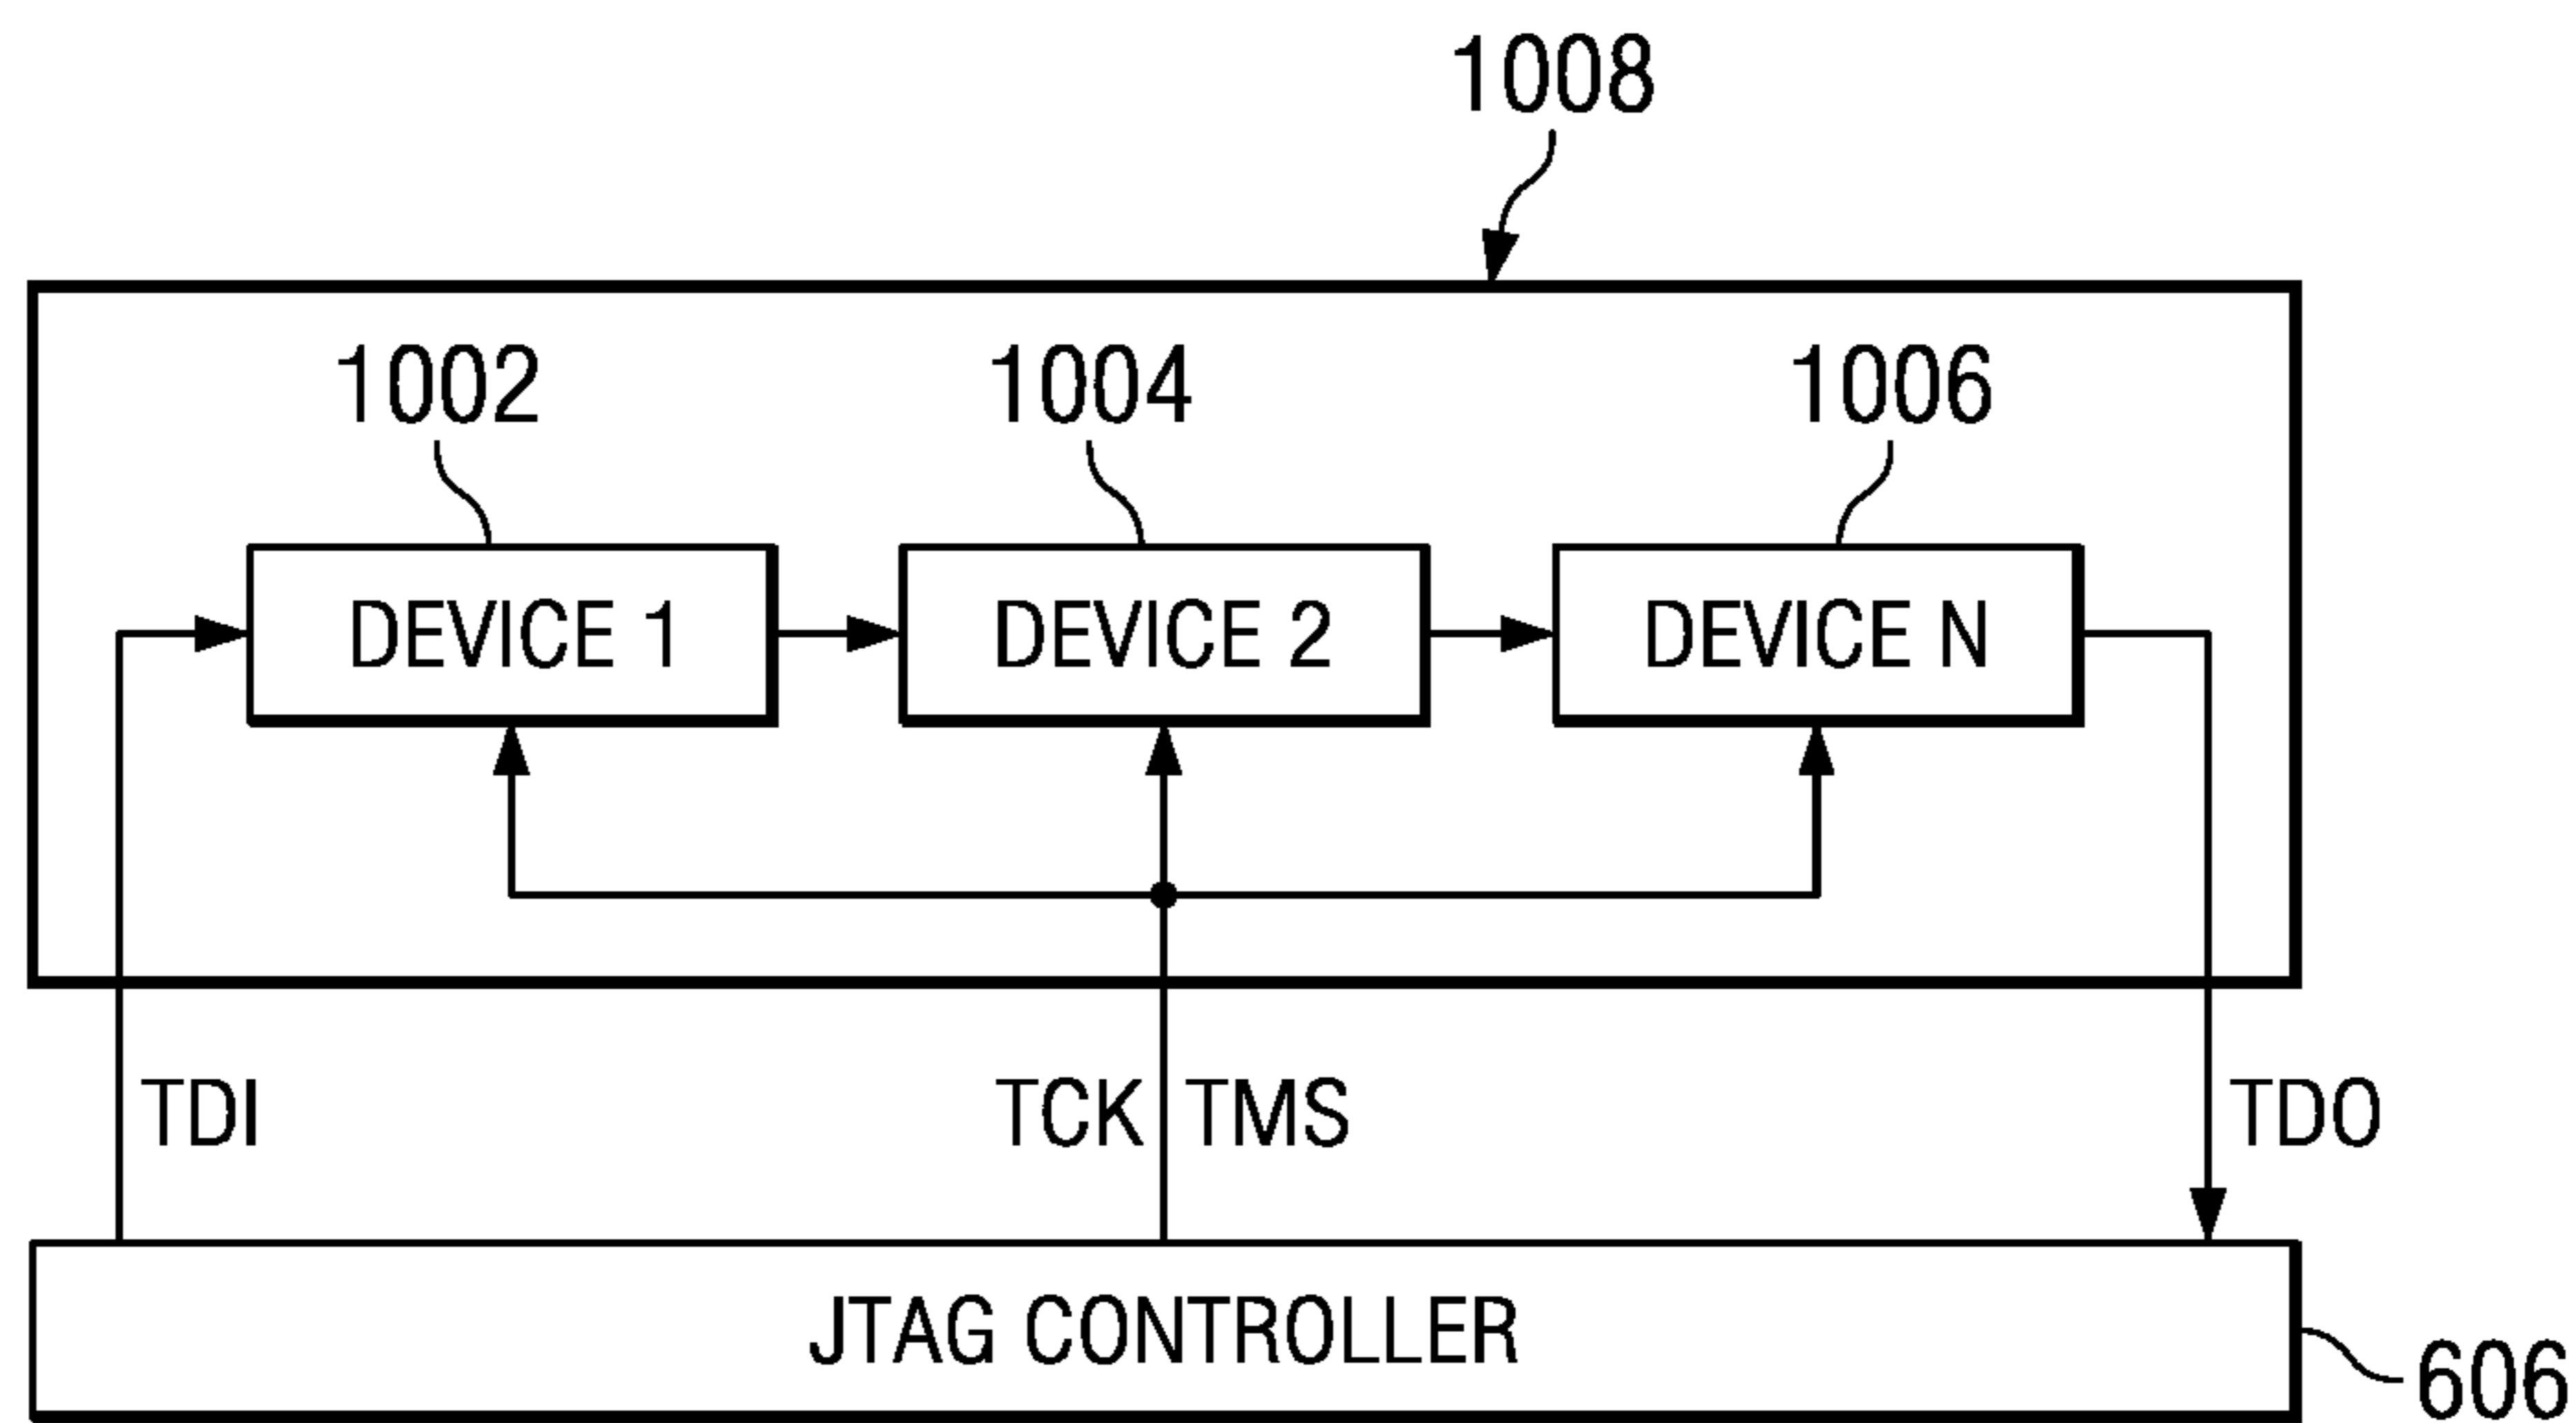 1008
1002 1004 1006
DEVICE 1 DEVICE 2 DEVICE N
TDI TCK TMS TDO
JTAG CONTROLLER
606